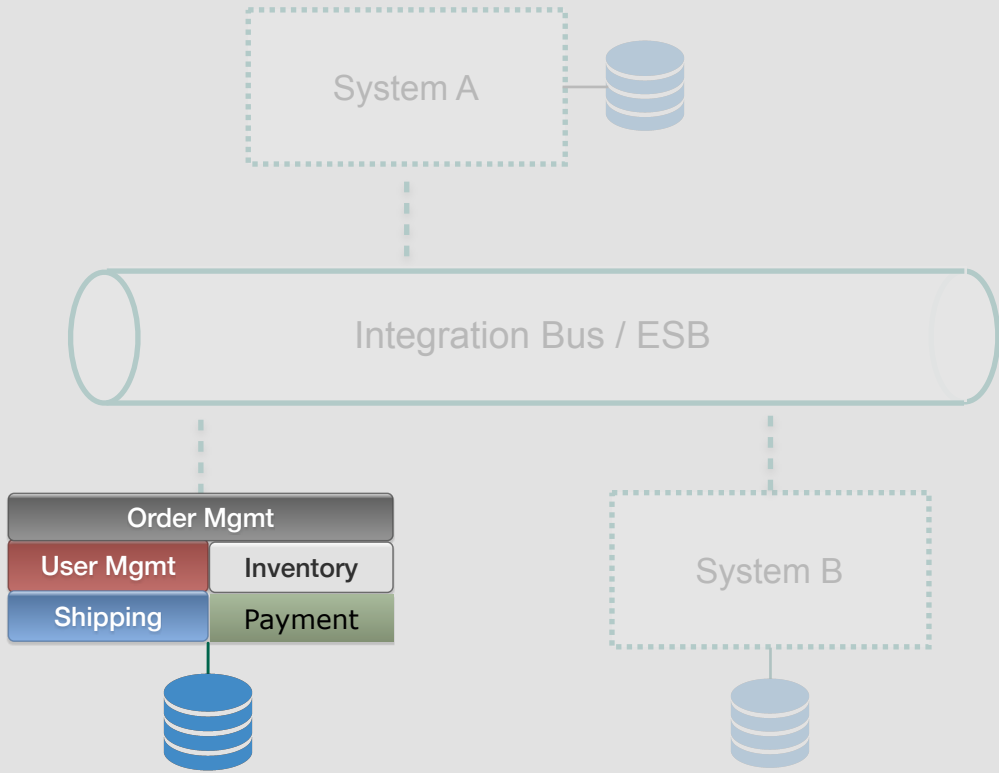 System A
Integration Bus / ESB
Order Mgmt
User Mgmt
Inventory
Shipping
Payment
System B